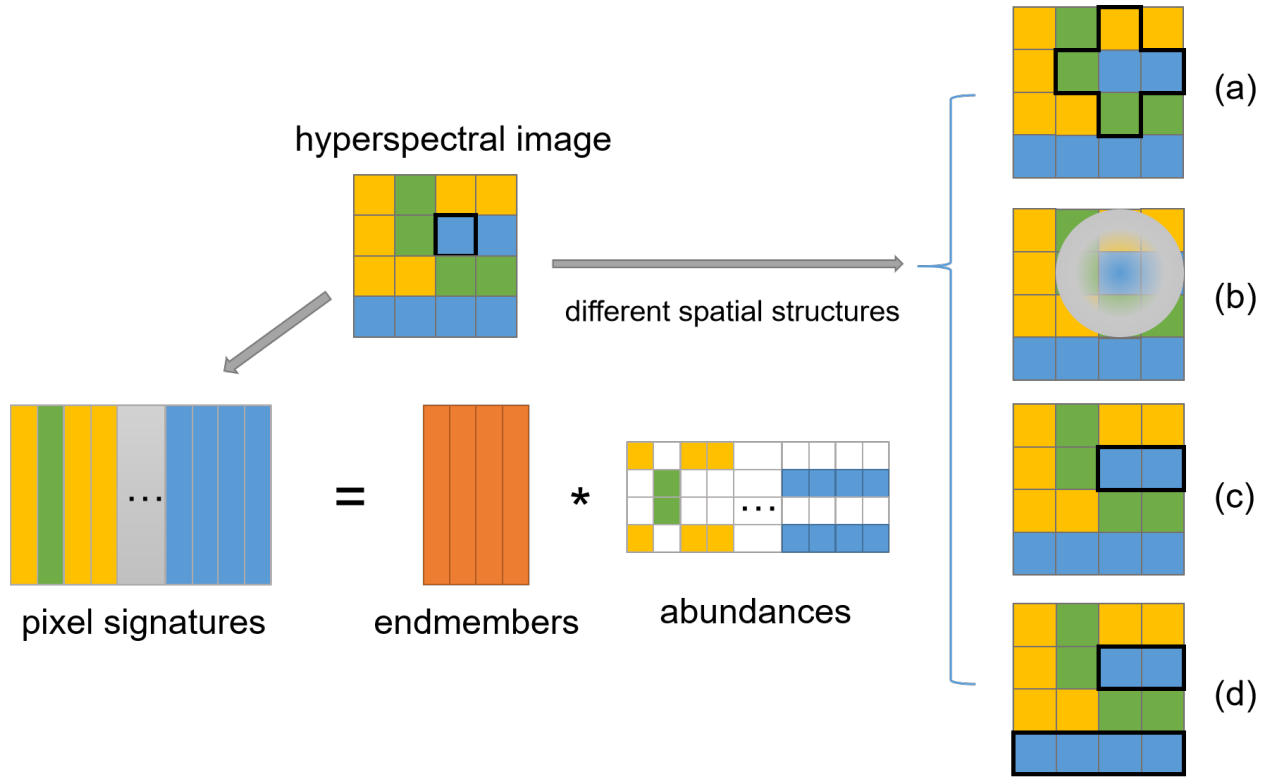 hyperspectral image
different spatial structures
(a)
(b)
(c)
(d)
...
=
*
...
pixel signatures
endmembers
abundances